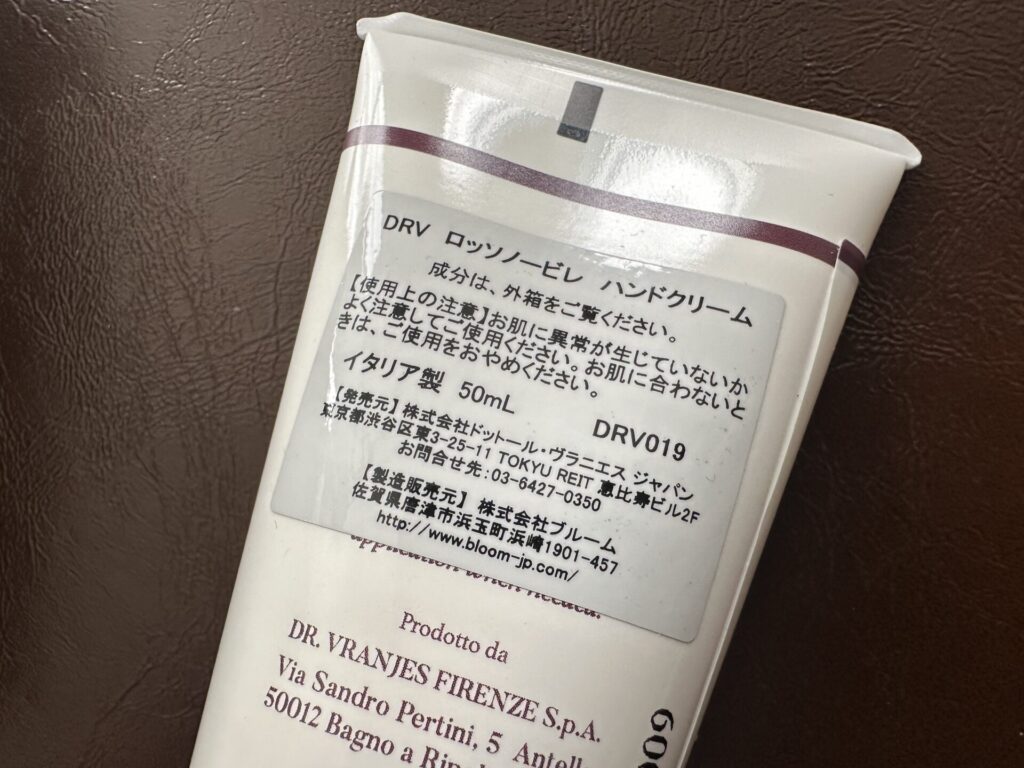 DRV ロッソノービレ ハンドクリーム
成分は、外箱をご覧ください。
【使用上の注意】お肌に異常が生じていないか
よく注意してご使用ください。お肌に合わないと
きは、ご使用をおやめください。
イタリア製 50mL DRV019
【発売元】株式会社ドットール・ヴラニエス ジャパン
東京都渋谷区東3-25-11 TOKYU REIT 恵比寿ビル2F
お問合せ先:03-6427-0350
【製造販売元】 株式会社ブルーム
佐賀県唐津市浜玉町浜崎1901-457
http://www.bloom-jp.com/
application when needed.
Prodotto da
DR. VRANJES FIRENZE S.p.A.
Via Sandro Pertini, 5
50012 Bagno a